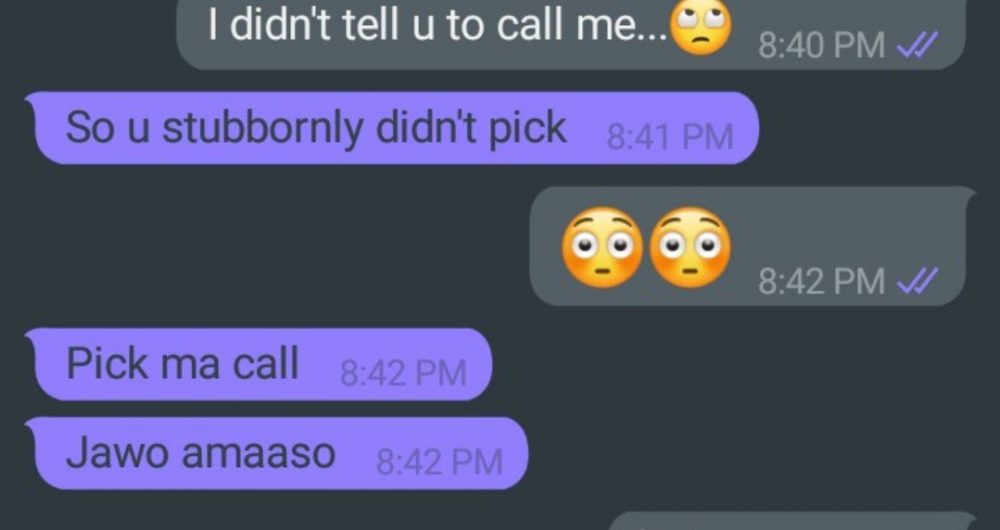 I didn't tell u to call me...🙄 8:40 PM
So u stubbornly didn't pick 8:41 PM
😳😳 8:42 PM
Pick ma call 8:42 PM
Jawo amaaso 8:42 PM